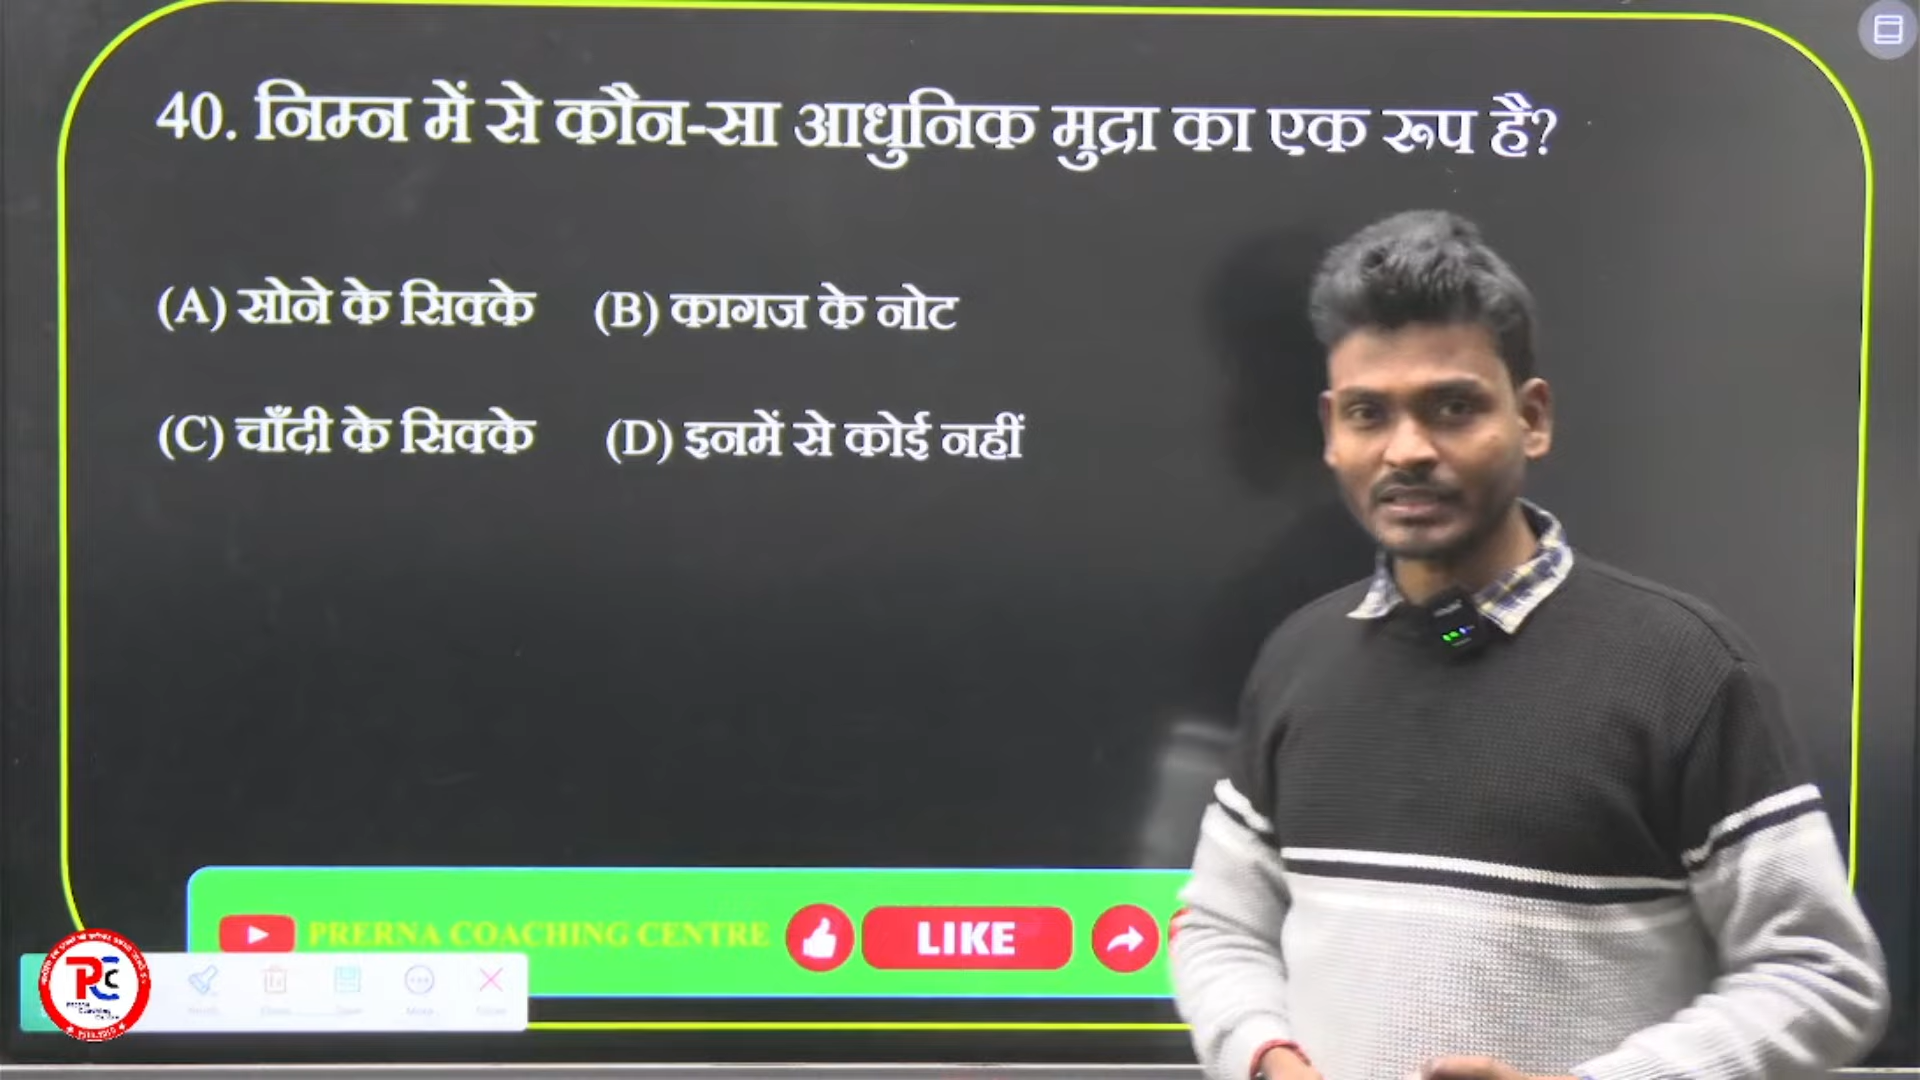 40. निम्न में से कौन-सा आधुनिक मुद्रा का एक रूप है?
(A) सोने के सिक्के (B) कागज के नोट
(C) चाँदी के सिक्के (D) इनमें से कोई नहीं
PRERNA COACHING CENTRE LIKE